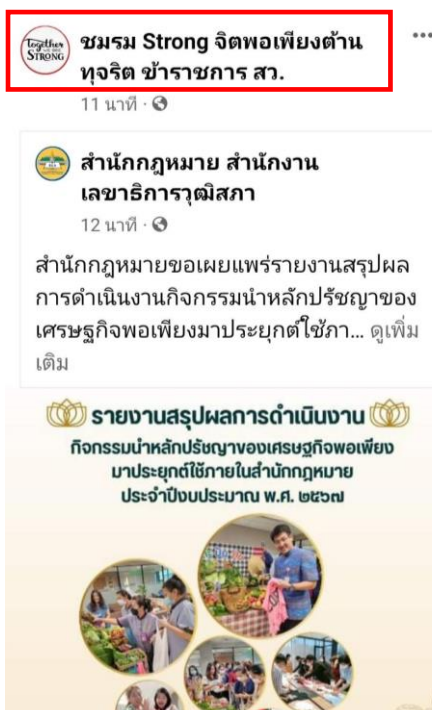 Together
STRONG
ชมรม Strong จิตพอเพียงต้าน
ทุจริต ข้าราชการ สว.
11 นาที ·
สำนักกฎหมาย สำนักงาน
เลขาธิการวุฒิสภา
12 นาที ·
สำนักกฎหมายขอเผยแพร่รายงานสรุปผล
การดำเนินงานกิจกรรมนำหลักปรัชญาของ
เศรษฐกิจพอเพียงมาประยุกต์ใช้ภา... ดูเพิ่ม
เติม
รายงานสรุปผลการดำเนินงาน
กิจกรรมนำหลักปรัชญาของเศรษฐกิจพอเพียง
มาประยุกต์ใช้ภายในสำนักกฎหมาย
ประจำปีงบประมาณ พ.ศ. ๒๕๖๗